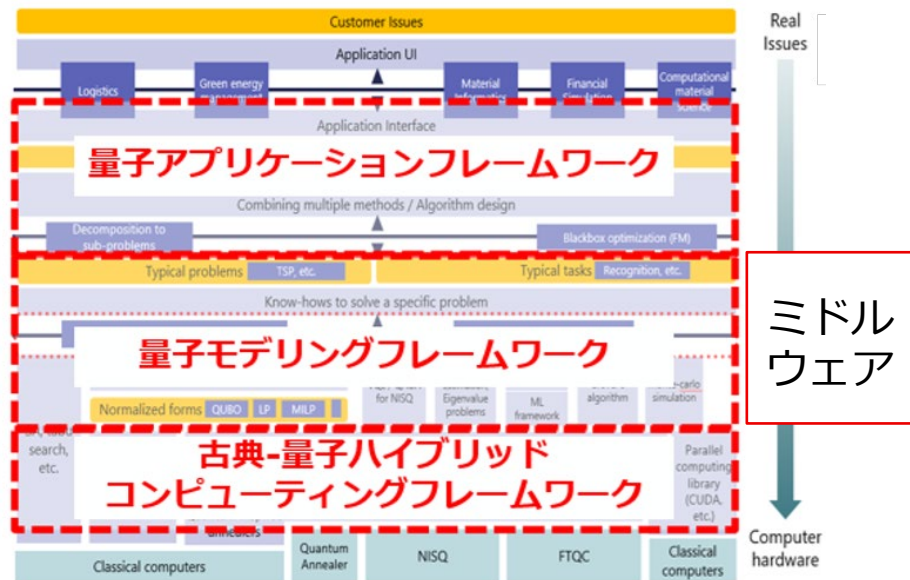 Customer Issues
Real
Issues
Application UI
Logistics
Green energy
management
Material
Informatics
Financial
Simulation
Computational
material
science
Application Interface
量子アプリケーションフレームワーク
Combining multiple methods / Algorithm design
Decomposition to
sub-problems
Blackbox optimization (FM)
Typical problems
TSP, etc.
Typical tasks
Recognition, etc.
Know-hows to solve a specific problem
ミドル
ウェア
量子モデリングフレームワーク
for NISQ
Eigenvalue
problems
ML
framework
algorithm
simulation
Normalized forms
QUBO
LP
MILP
search,
etc.
古典-量子ハイブリッド
コンピューティングフレームワーク
Parallel
computing
library
(CUDA,
etc.)
annealers
Classical computers
Quantum
Annealer
NISQ
FTQC
Classical
computers
Computer
hardware